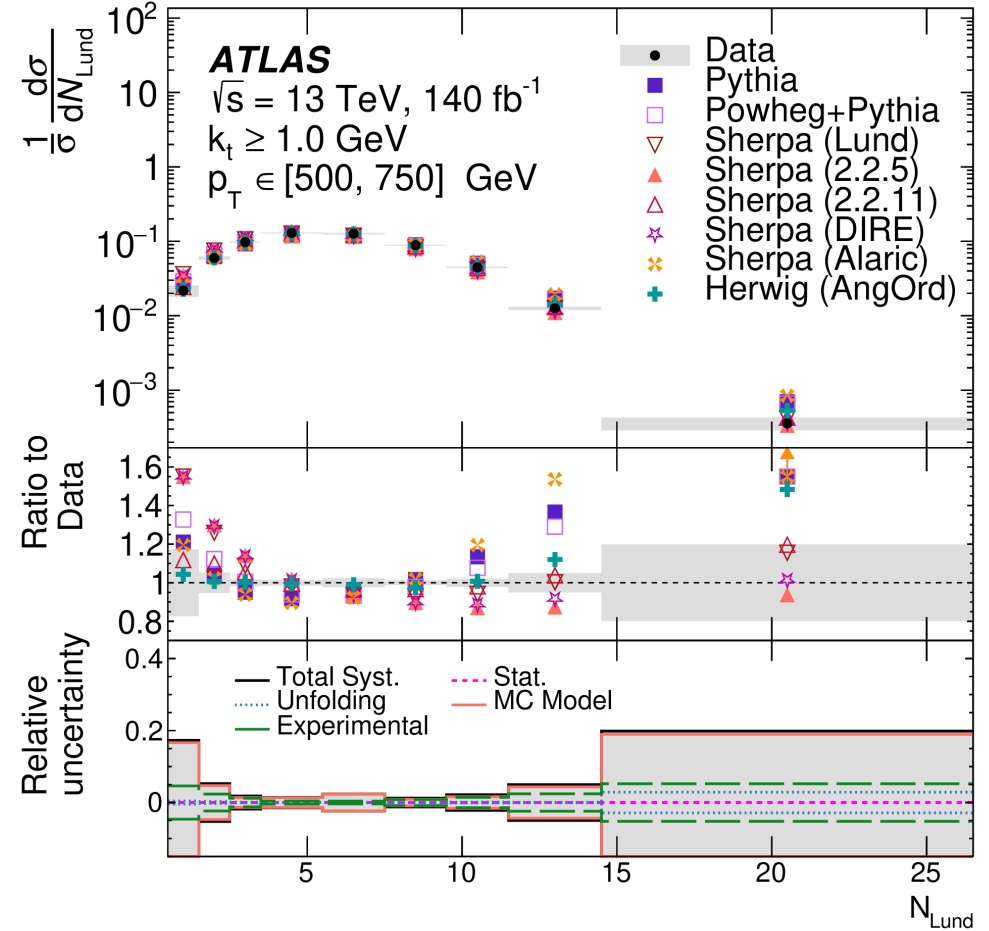 1/σ dσ/dN_Lund
10²
10
1
10⁻¹
10⁻²
10⁻³
ATLAS
√s = 13 TeV, 140 fb⁻¹
k_t ≥ 1.0 GeV
p_T ∈ [500, 750] GeV
Data
Pythia
Powheg+Pythia
Sherpa (Lund)
Sherpa (2.2.5)
Sherpa (2.2.11)
Sherpa (DIRE)
Sherpa (Alaric)
Herwig (AngOrd)
Ratio to
Data
1.6
1.4
1.2
1
0.8
Relative
uncertainty
0.4
0.2
0
Total Syst.
Unfolding
Experimental
Stat.
MC Model
5 10 15 20 25
N_Lund